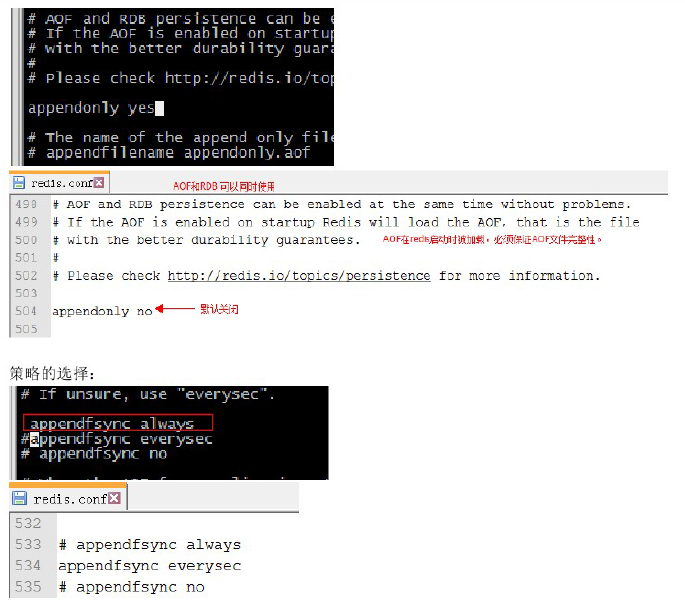 # AOF and RDB persistence can be e
# If the AOF is enabled on startup
# with the better durability guara
#
# Please check http://redis.io/top
appendonly yes
# The name of the append only file
# appendfilename appendonly.aof
redis.conf
AOF和RDB 可以同时使用
498 # AOF and RDB persistence can be enabled at the same time without problems.
499 # If the AOF is enabled on startup Redis will load the AOF, that is the file
500 # with the better durability guarantees. AOF在redis启动时被加载，必须保证AOF文件完整性。
501 #
502 # Please check http://redis.io/topics/persistence for more information.
503
504 appendonly no 默认关闭
505
策略的选择：
# If unsure, use "everysec".
appendfsync always
#appendfsync everysec
# appendfsync no
redis.conf
532
533 # appendfsync always
534 appendfsync everysec
535 # appendfsync no